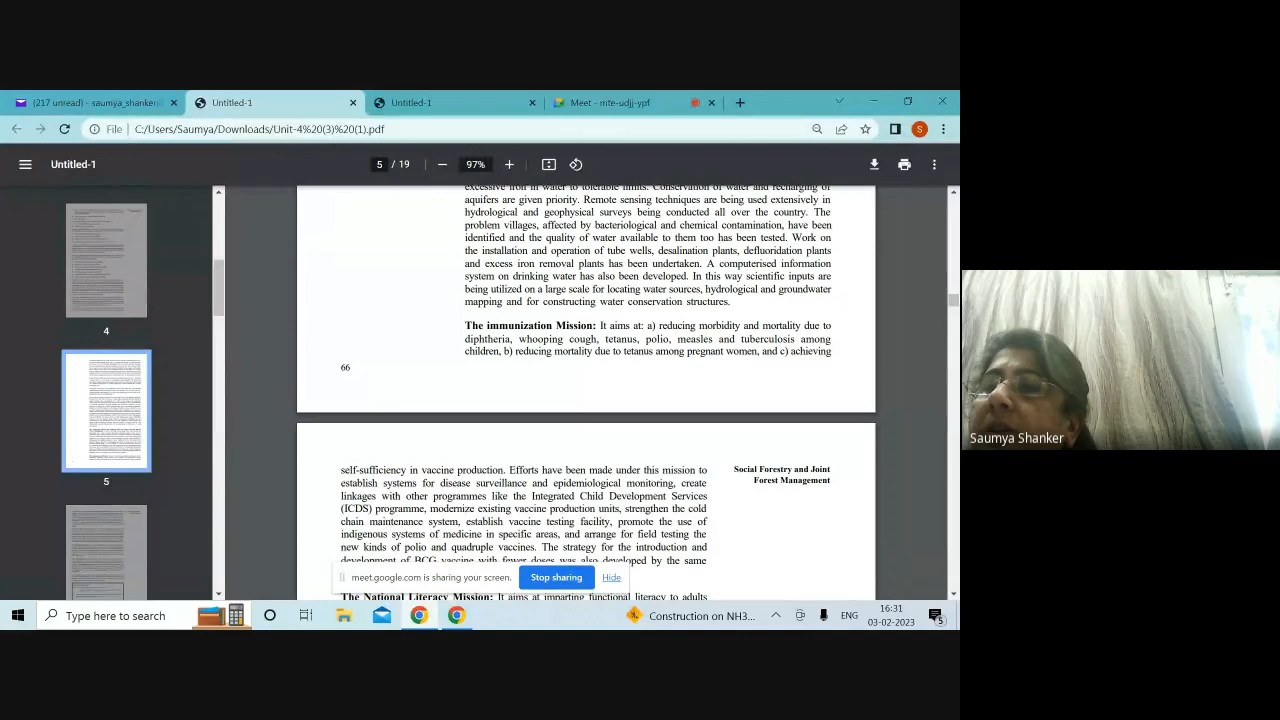 (217 unread) - saumya_shanker
Untitled-1
Untitled-1
Meet - mte-udjj-ypf
File
C:/Users/Saumya/Downloads/Unit-4%20(3)%20(1).pdf
S
Untitled-1
5 / 19
97%
4
5
excessive iron in water to tolerable limits. Conservation of water and recharging of
aquifers are given priority. Remote sensing techniques are being used extensively in
hydrological and geophysical surveys being conducted all over the country. The
problem villages, affected by bacteriological and chemical contamination, have been
identified and the quality of water available to them too has been tested. Work on
the installation and operation of tube wells, desalination plants, defluoridation plants
and excess iron removal plants has been undertaken. A computerised information
system on drinking water has also been developed. In this way scientific inputs are
being utilized on a large scale for locating water sources, hydrological and groundwater
mapping and for constructing water conservation structures.
The immunization Mission: It aims at: a) reducing morbidity and mortality due to
diphtheria, whooping cough, tetanus, polio, measles and tuberculosis among
children, b) reducing mortality due to tetanus among pregnant women, and c) achieving
66
self-sufficiency in vaccine production. Efforts have been made under this mission to
establish systems for disease surveillance and epidemiological monitoring, create
linkages with other programmes like the Integrated Child Development Services
(ICDS) programme, modernize existing vaccine production units, strengthen the cold
chain maintenance system, establish vaccine testing facility, promote the use of
indigenous systems of medicine in specific areas, and arrange for field testing the
new kinds of polio and quadruple vaccines. The strategy for the introduction and
development of BCG vaccine with fewer doses was also developed by the same
Social Forestry and Joint
Forest Management
meet.google.com is sharing your screen.
Stop sharing
Hide
The National Literacy Mission: It aims at imparting functional literacy to adults
Saumya Shanker
Type here to search
Construction on NH3...
ENG
16:31
03-02-2023
5